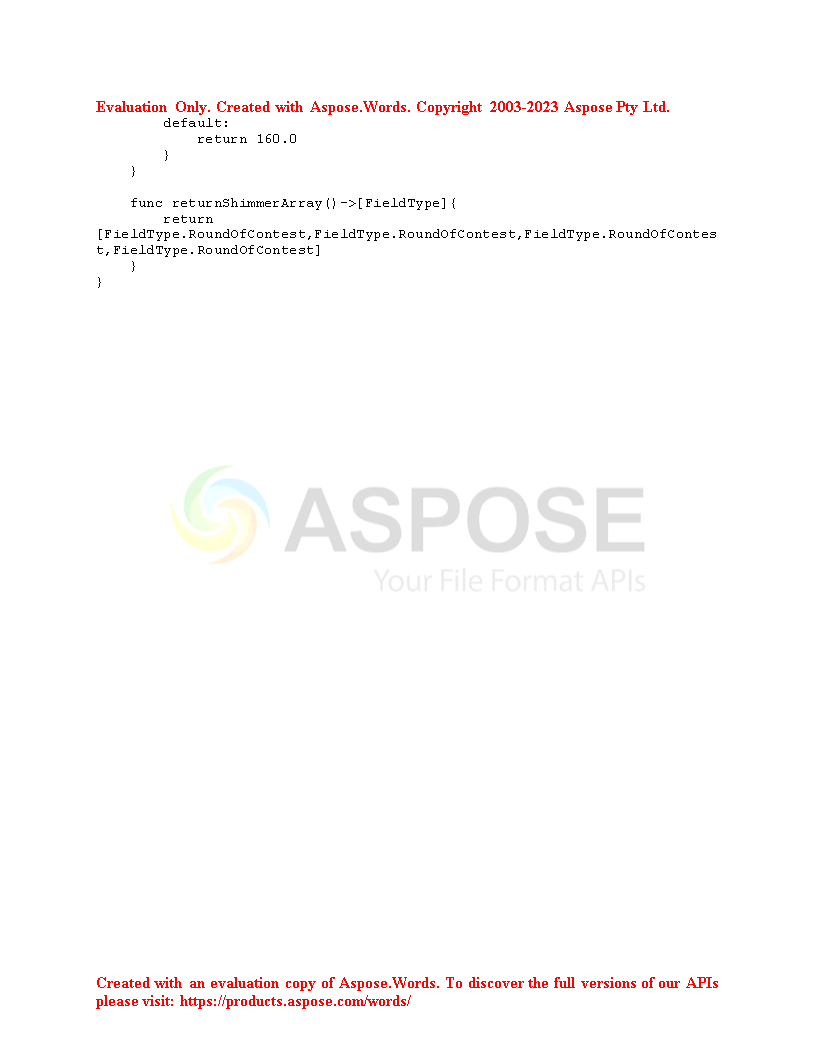 Evaluation Only. Created with Aspose.Words. Copyright 2003-2023 Aspose Pty Ltd.
        default:
            return 160.0
        }
    }

    func returnShimmerArray()->[FieldType]{
        return
[FieldType.RoundOfContest,FieldType.RoundOfContest,FieldType.RoundOfContes
t,FieldType.RoundOfContest]
    }
}
ASPOSE
Your File Format APIs
Created with an evaluation copy of Aspose.Words. To discover the full versions of our APIs
please visit: https://products.aspose.com/words/